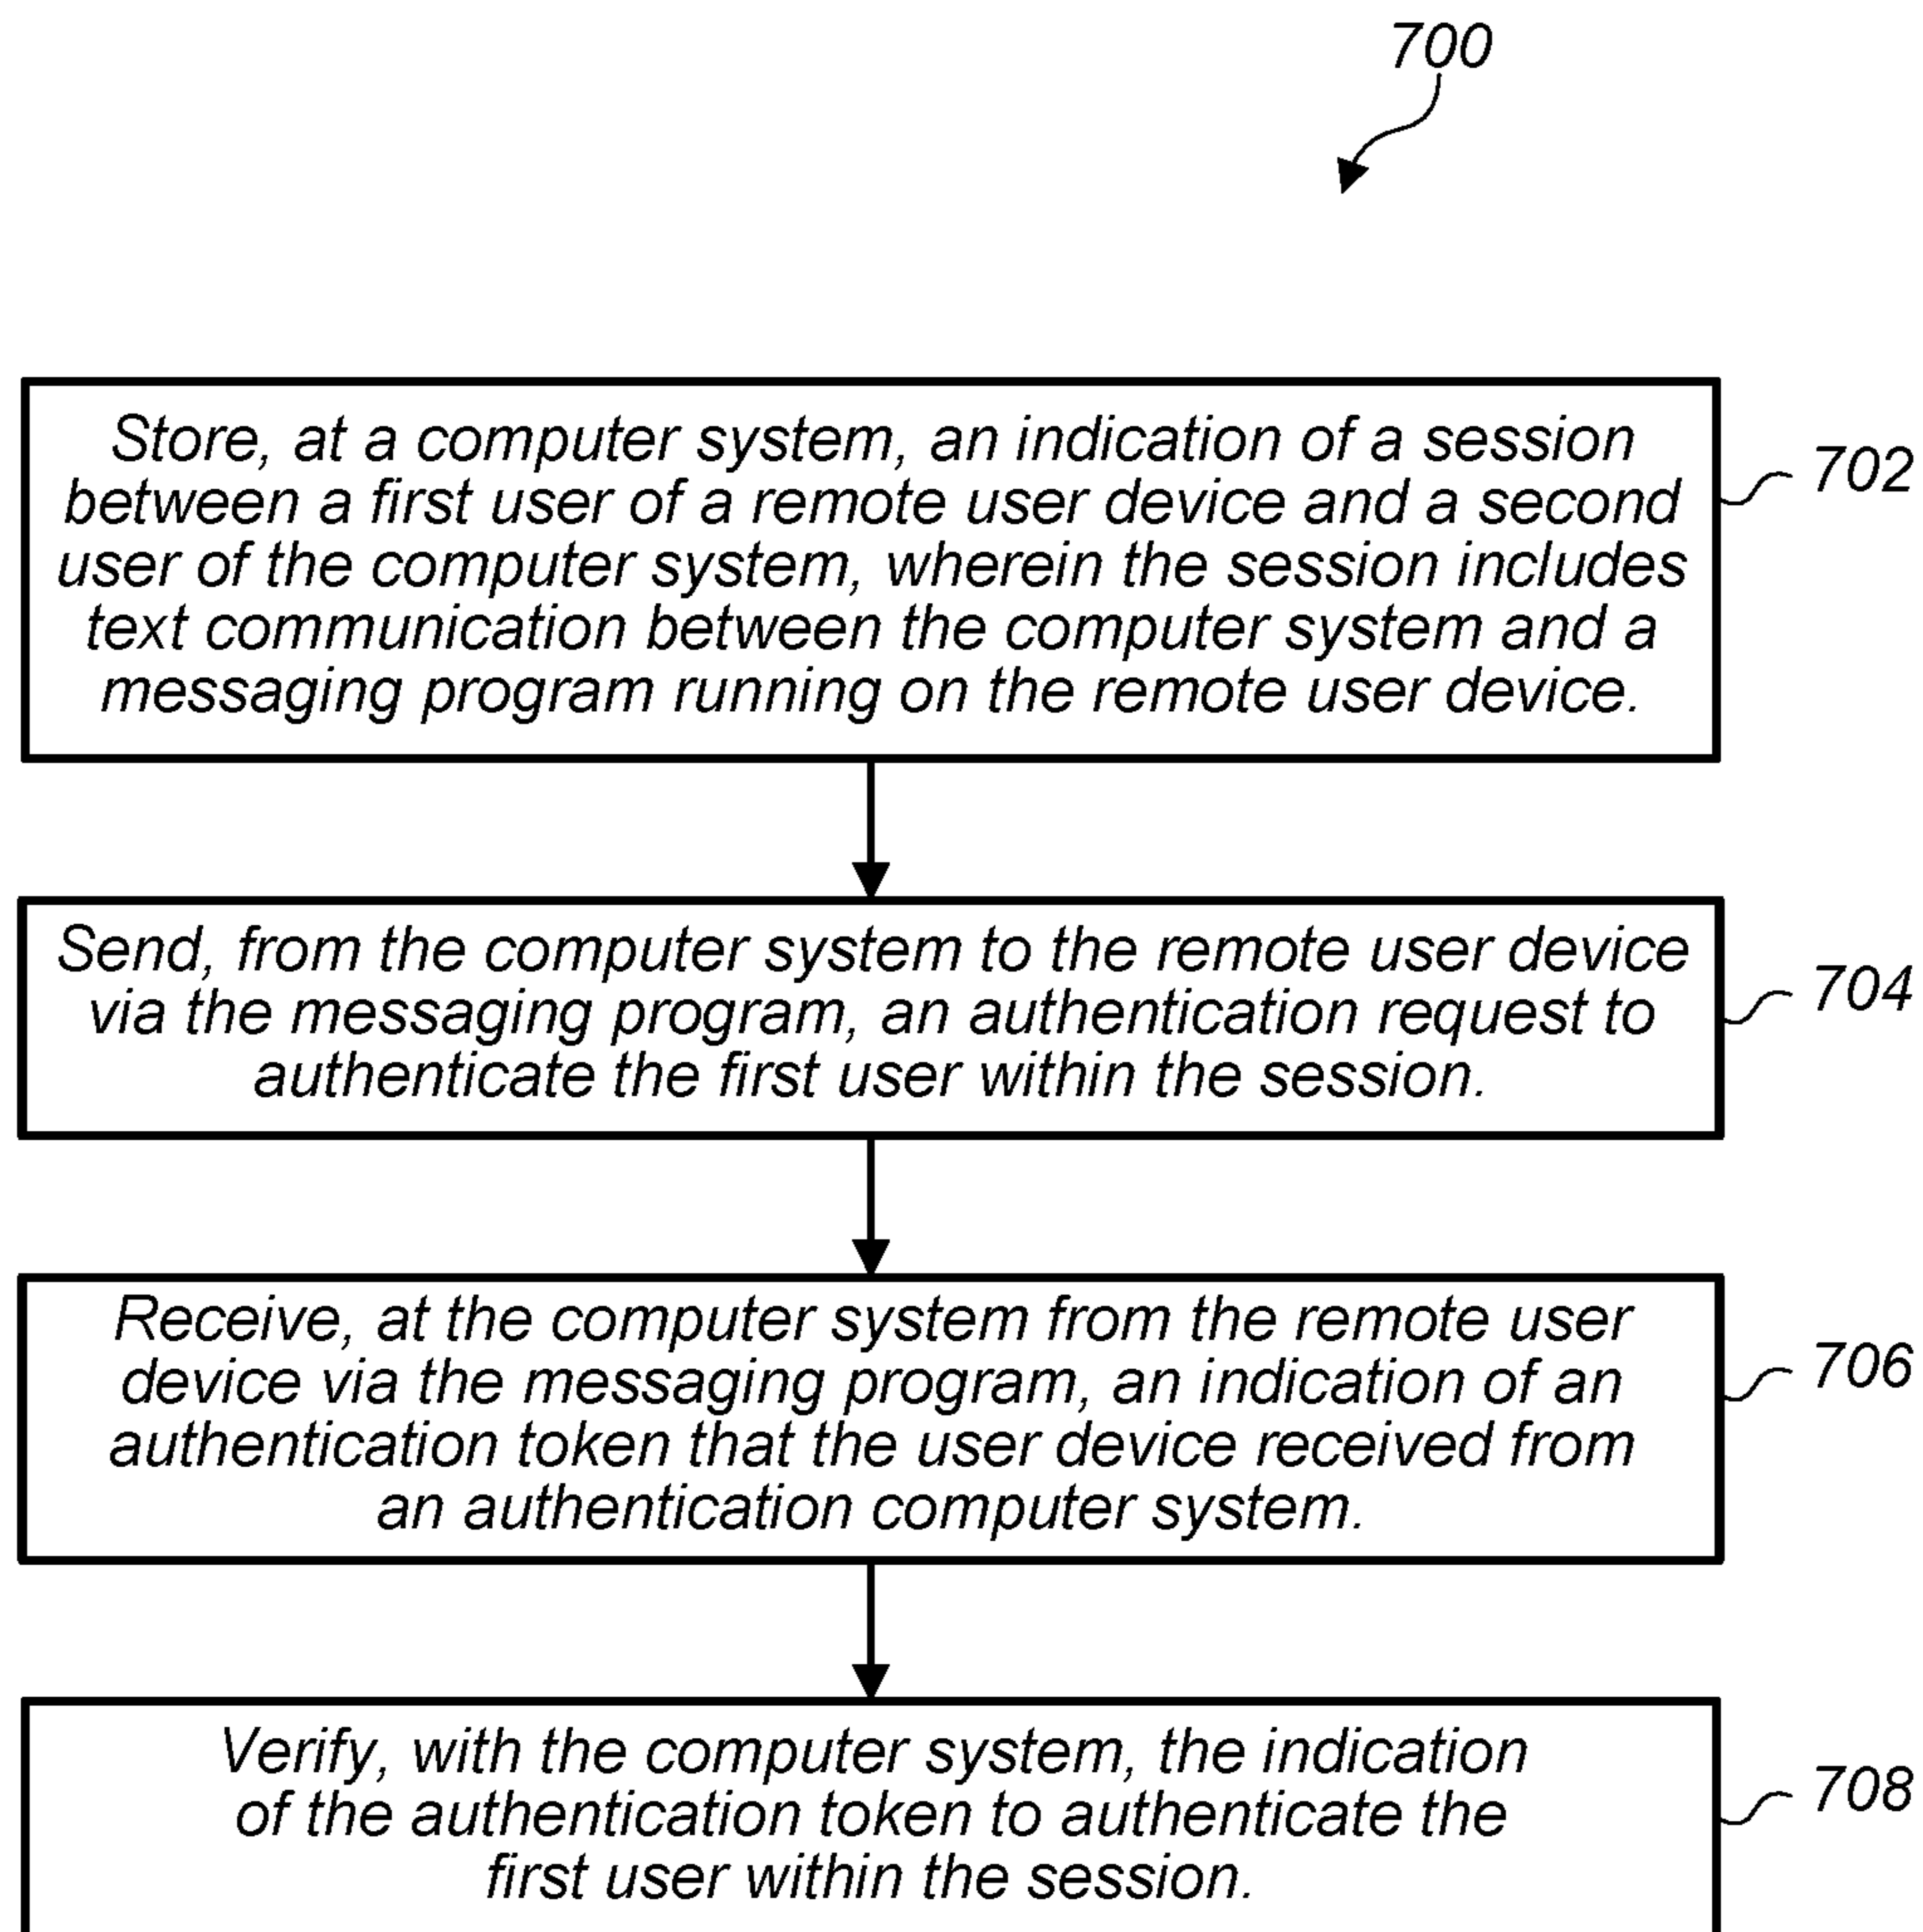 700
Store, at a computer system, an indication of a session
between a first user of a remote user device and a second
user of the computer system, wherein the session includes
text communication between the computer system and a
messaging program running on the remote user device.
702
Send, from the computer system to the remote user device
via the messaging program, an authentication request to
authenticate the first user within the session.
704
Receive, at the computer system from the remote user
device via the messaging program, an indication of an
authentication token that the user device received from
an authentication computer system.
706
Verify, with the computer system, the indication
of the authentication token to authenticate the
first user within the session.
708